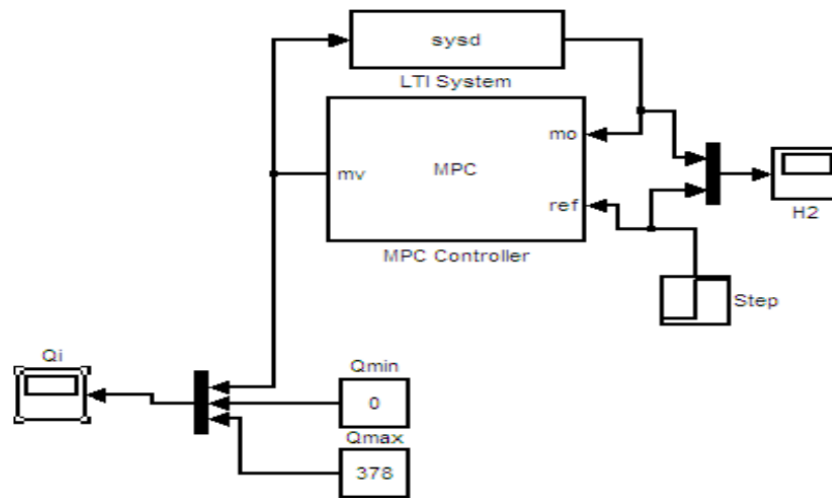 sysd
LTI System
mo
MPC
mv
ref
MPC Controller
H2
Step
Qi
Qmin
0
Qmax
378